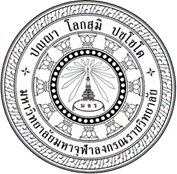 ปญฺญา โลกสฺมิ ปชฺโชโต
ม จ ร
มหาวิทยาลัยมหาจุฬาลงกรณราชวิทยาลัย